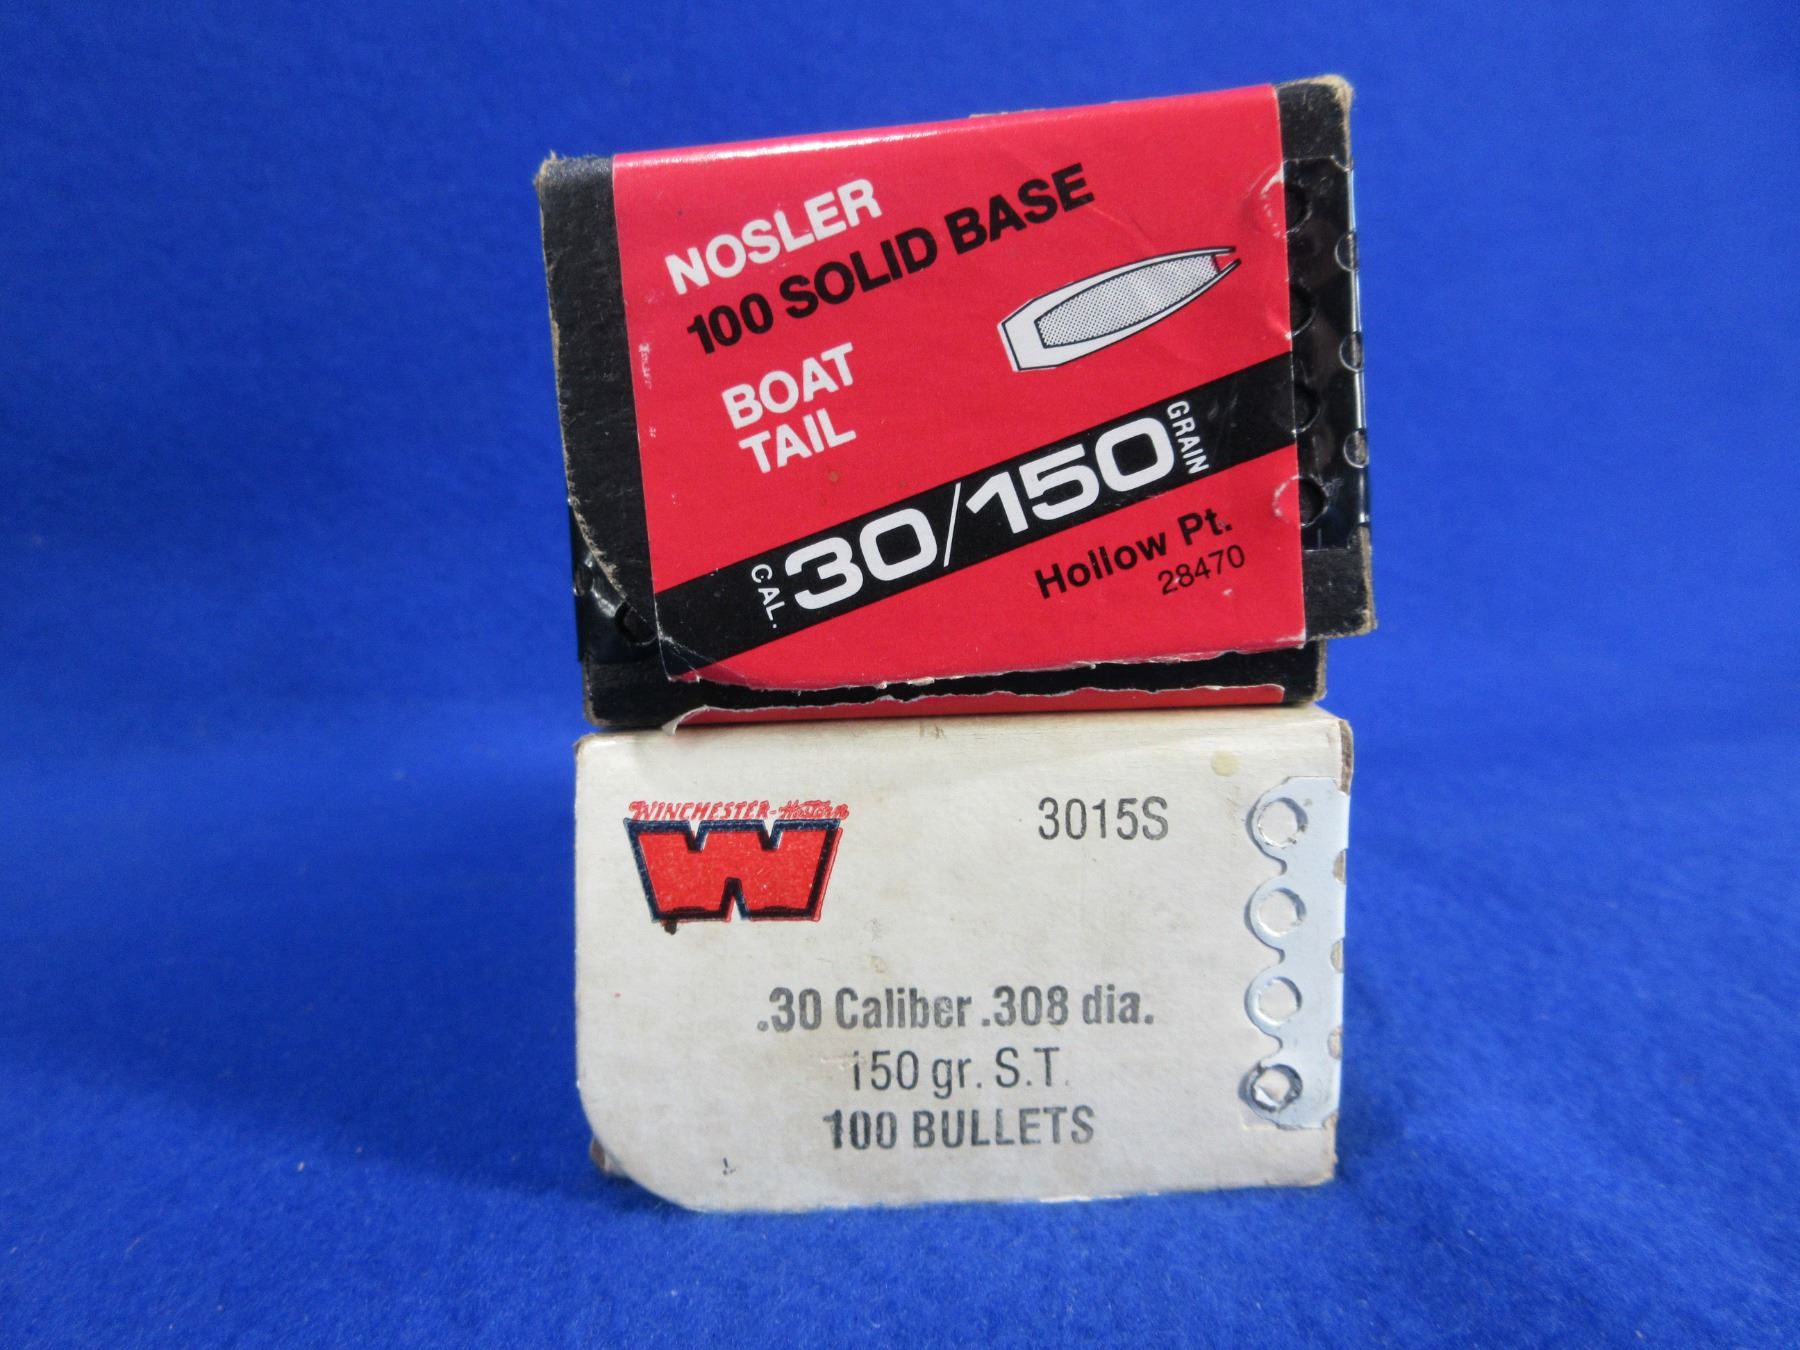 NOSLER
100 SOLID BASE
BOAT
TAIL
CAL. 30/150 GRAIN
Hollow Pt.
28470
WINCHESTER-Western
W
3015S
.30 Caliber .308 dia.
150 gr. S.T.
100 BULLETS